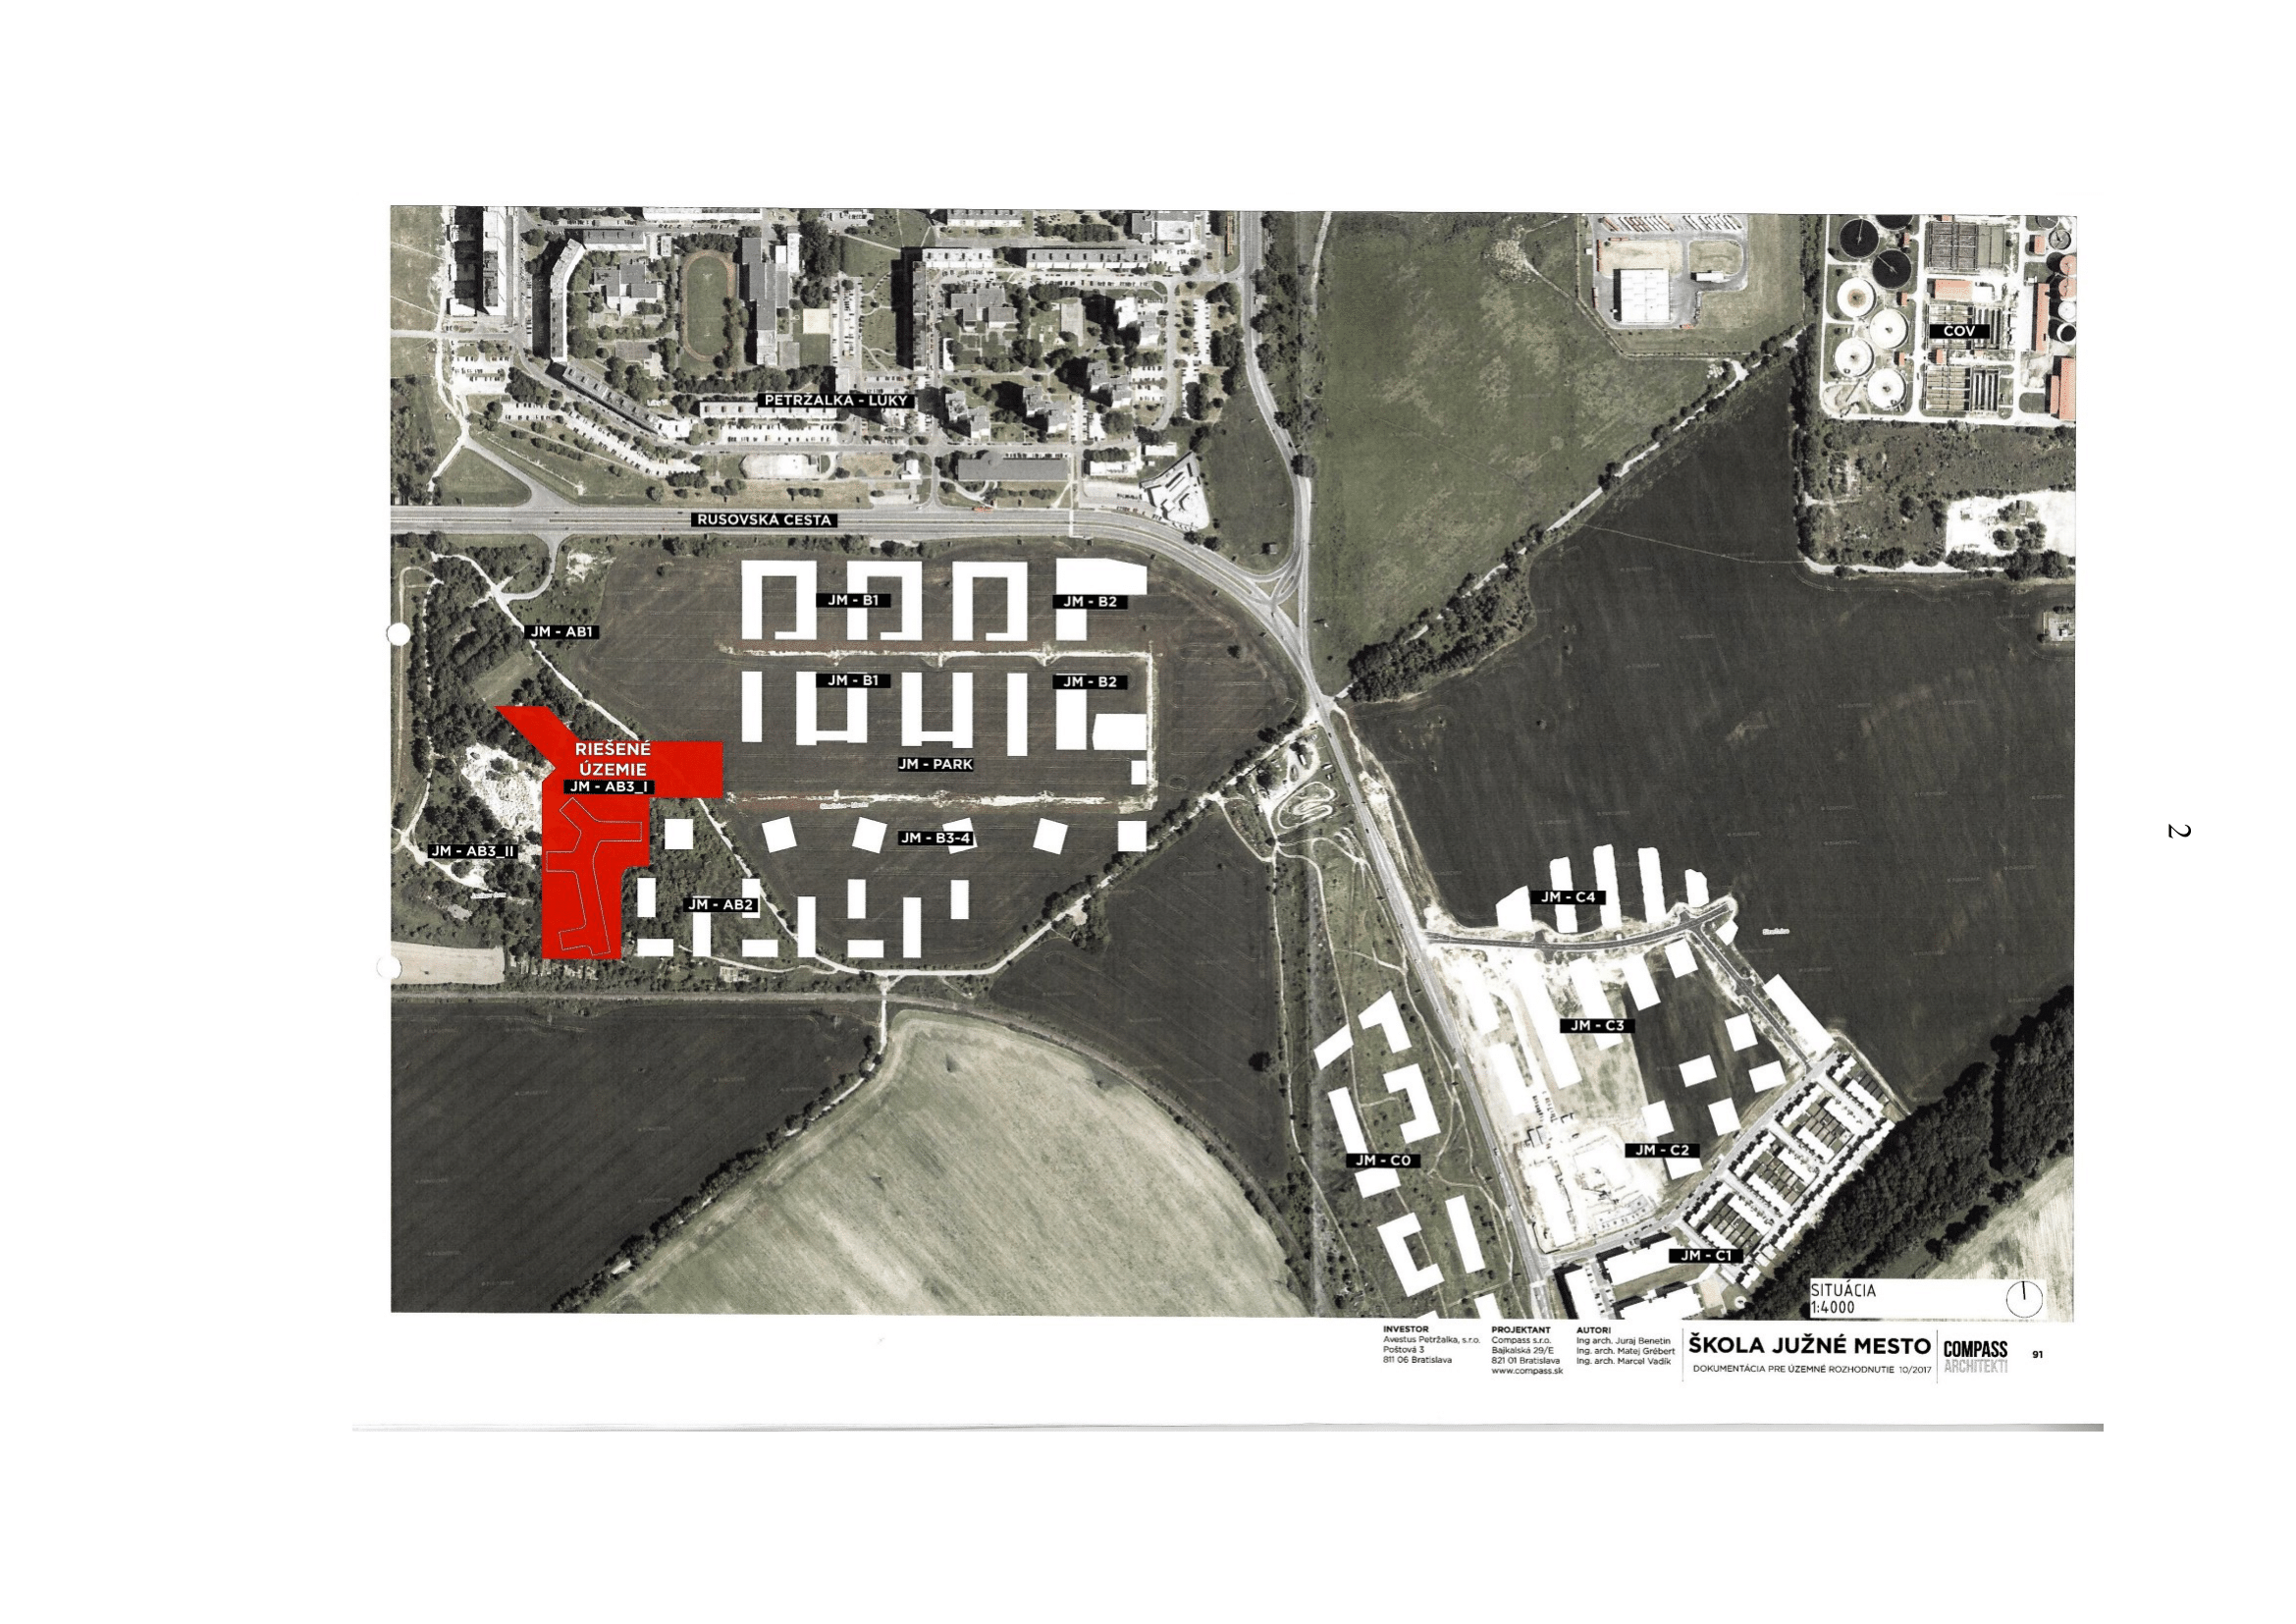 ČOV
PETRŽALKA - LÚKY
RUSOVSKÁ CESTA
JM - B1
JM - B2
JM - AB1
JM - B1
JM - B2
RIEŠENÉ
ÚZEMIE
JM - AB3_I
JM - PARK
JM - B3-4
JM - AB3_II
2
JM - AB2
JM - C4
JM - C3
JM - C2
JM - C0
JM - C1
SITUÁCIA
1:4000
INVESTOR
Avestus Petržalka, s.r.o.
Poštová 3
811 06 Bratislava
PROJEKTANT
Compass s.r.o.
Bajkalská 29/E
821 01 Bratislava
www.compass.sk
AUTORI
Ing arch. Juraj Benetin
Ing. arch. Matej Grébert
Ing. arch. Marcel Vadík
ŠKOLA JUŽNÉ MESTO
DOKUMENTÁCIA PRE ÚZEMNÉ ROZHODNUTIE 10/2017
COMPASS
ARCHITEKTI
91